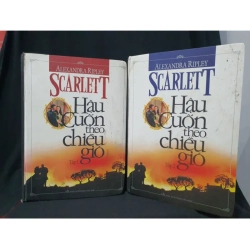 ALEXANDRA RIPLEY
SCARLETT
Hậu
Cuốn theo
chiều
gió
ALEXANDRA RIPLEY
SCARLETT
Hậu
Cuốn theo
chiều
gió